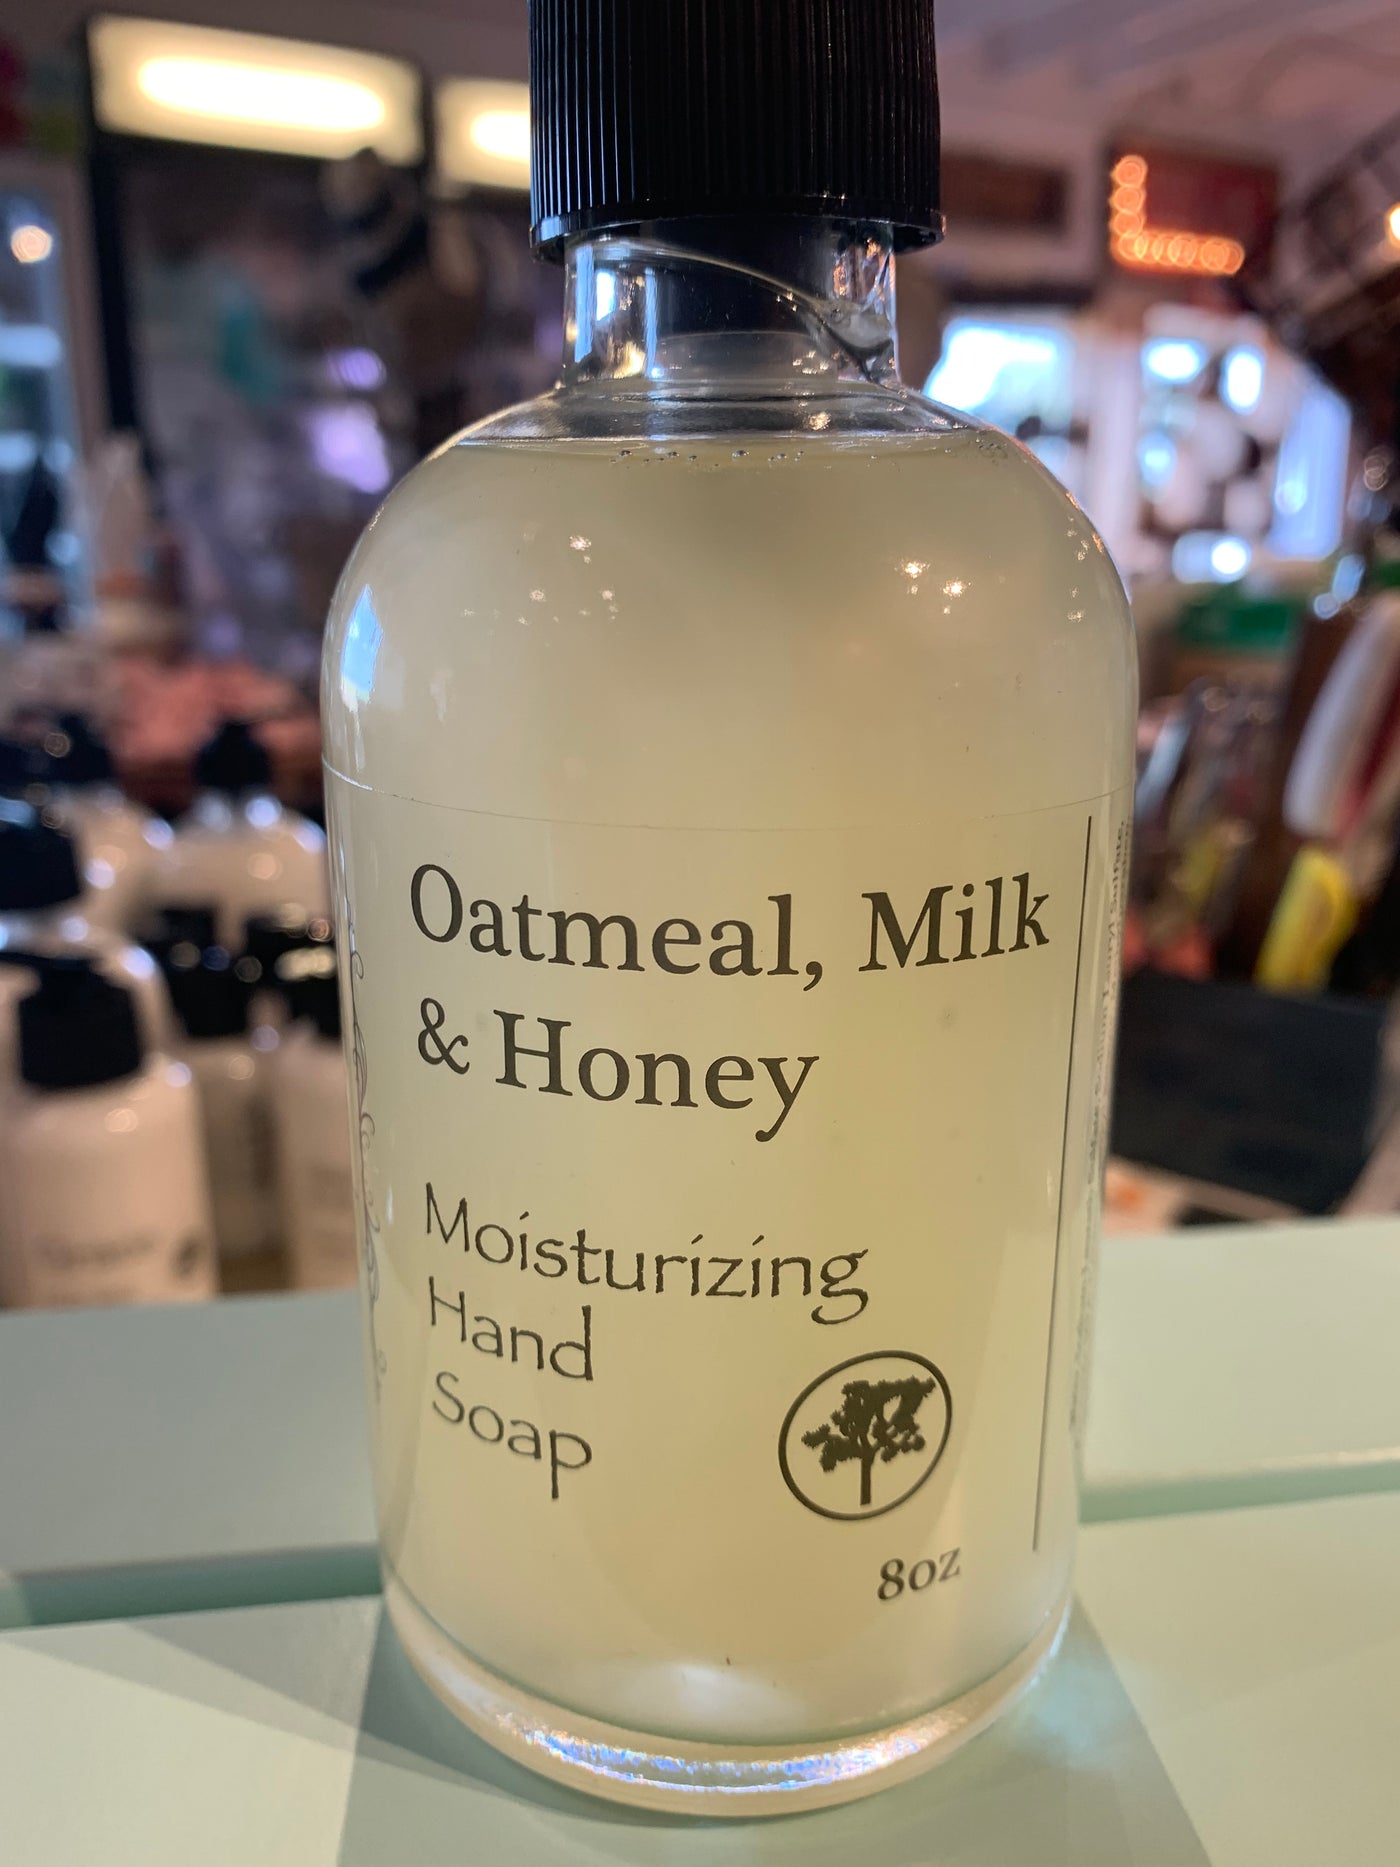 Oatmeal, Milk
& Honey
Moisturizing
Hand
Soap
8oz